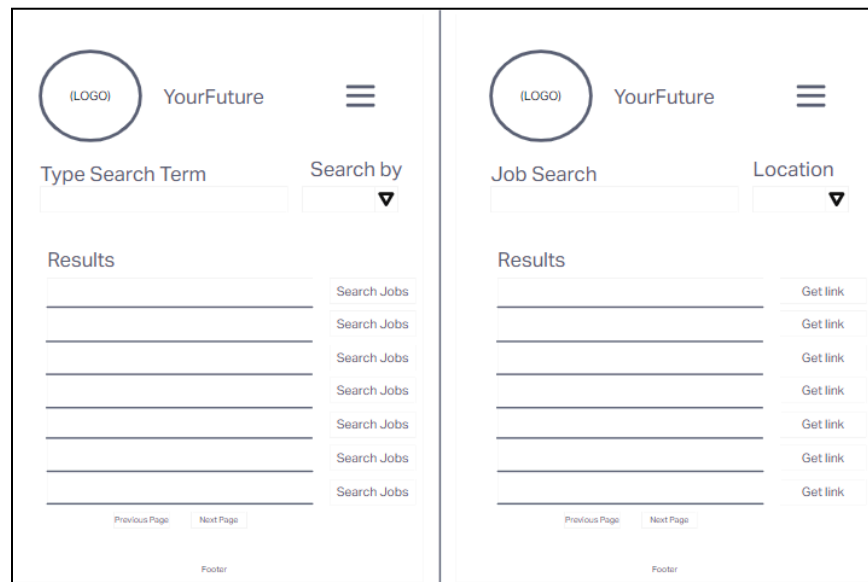 (LOGO) YourFuture
Type Search Term Search by
Results
Search Jobs
Search Jobs
Search Jobs
Search Jobs
Search Jobs
Search Jobs
Search Jobs
Previous Page Next Page
Footer
(LOGO) YourFuture
Job Search Location
Results
Get link
Get link
Get link
Get link
Get link
Get link
Get link
Previous Page Next Page
Footer